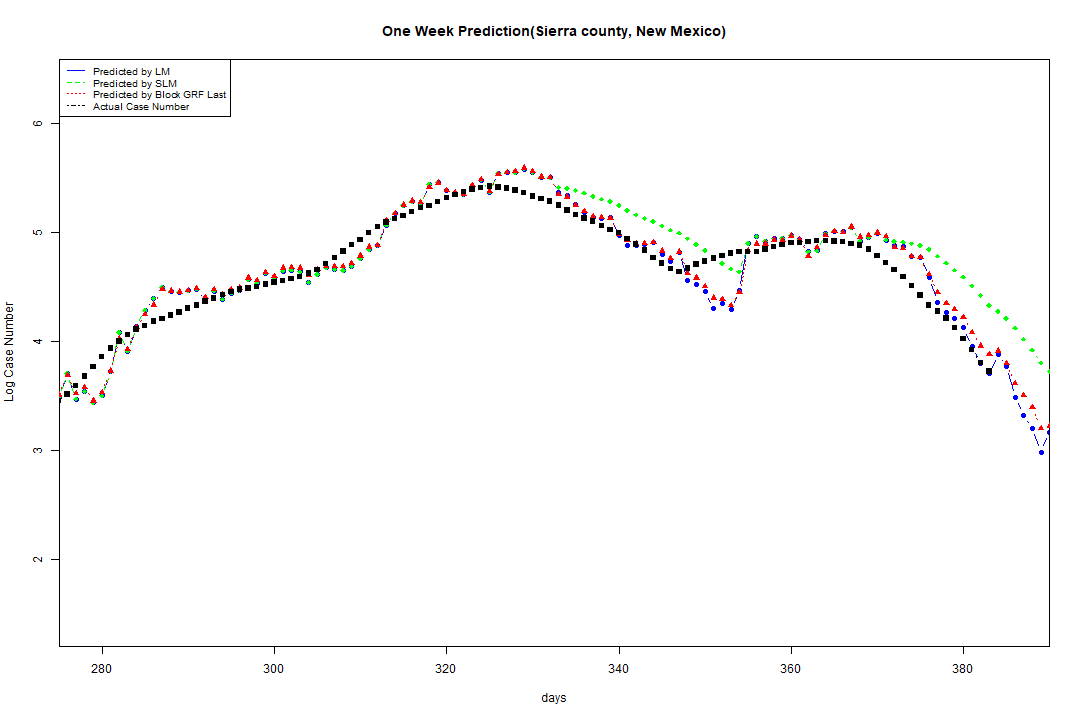 One Week Prediction(Sierra county, New Mexico)
Predicted by LM
Predicted by SLM
Predicted by Block GRF Last
Actual Case Number
6
5
4
3
2
Log Case Number
280 300 320 340 360 380
days